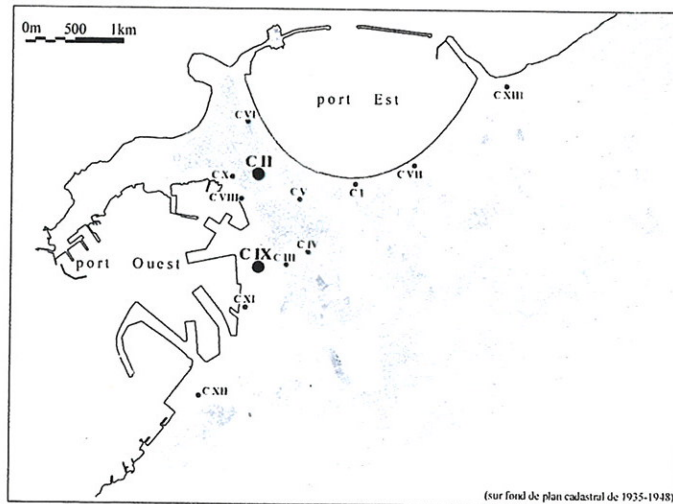 0m 500 1km
port Est
CXIII
CVI
CII
CX
CVII
CI
CV
CVIII
CIV
CIX
CIII
port Ouest
CXI
CXII
(sur fond de plan cadastral de 1935-1948)